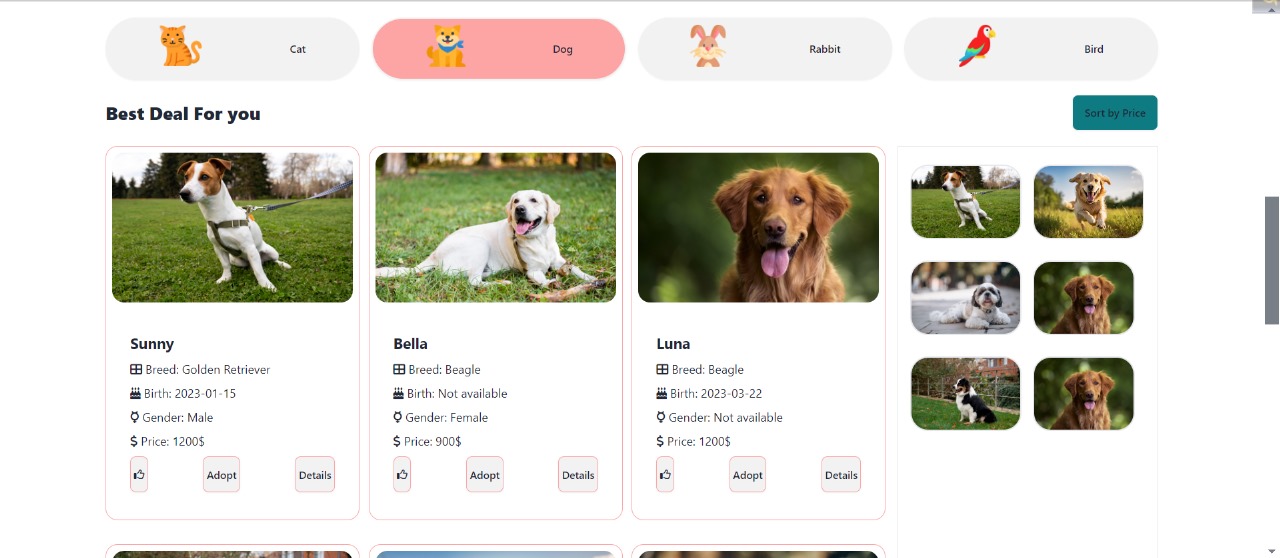 Cat
Dog
Rabbit
Bird
Best Deal For you
Sort by Price
Sunny
Breed: Golden Retriever
Birth: 2023-01-15
Gender: Male
Price: 1200$
Adopt
Details
Bella
Breed: Beagle
Birth: Not available
Gender: Female
Price: 900$
Adopt
Details
Luna
Breed: Beagle
Birth: 2023-03-22
Gender: Not available
Price: 1200$
Adopt
Details